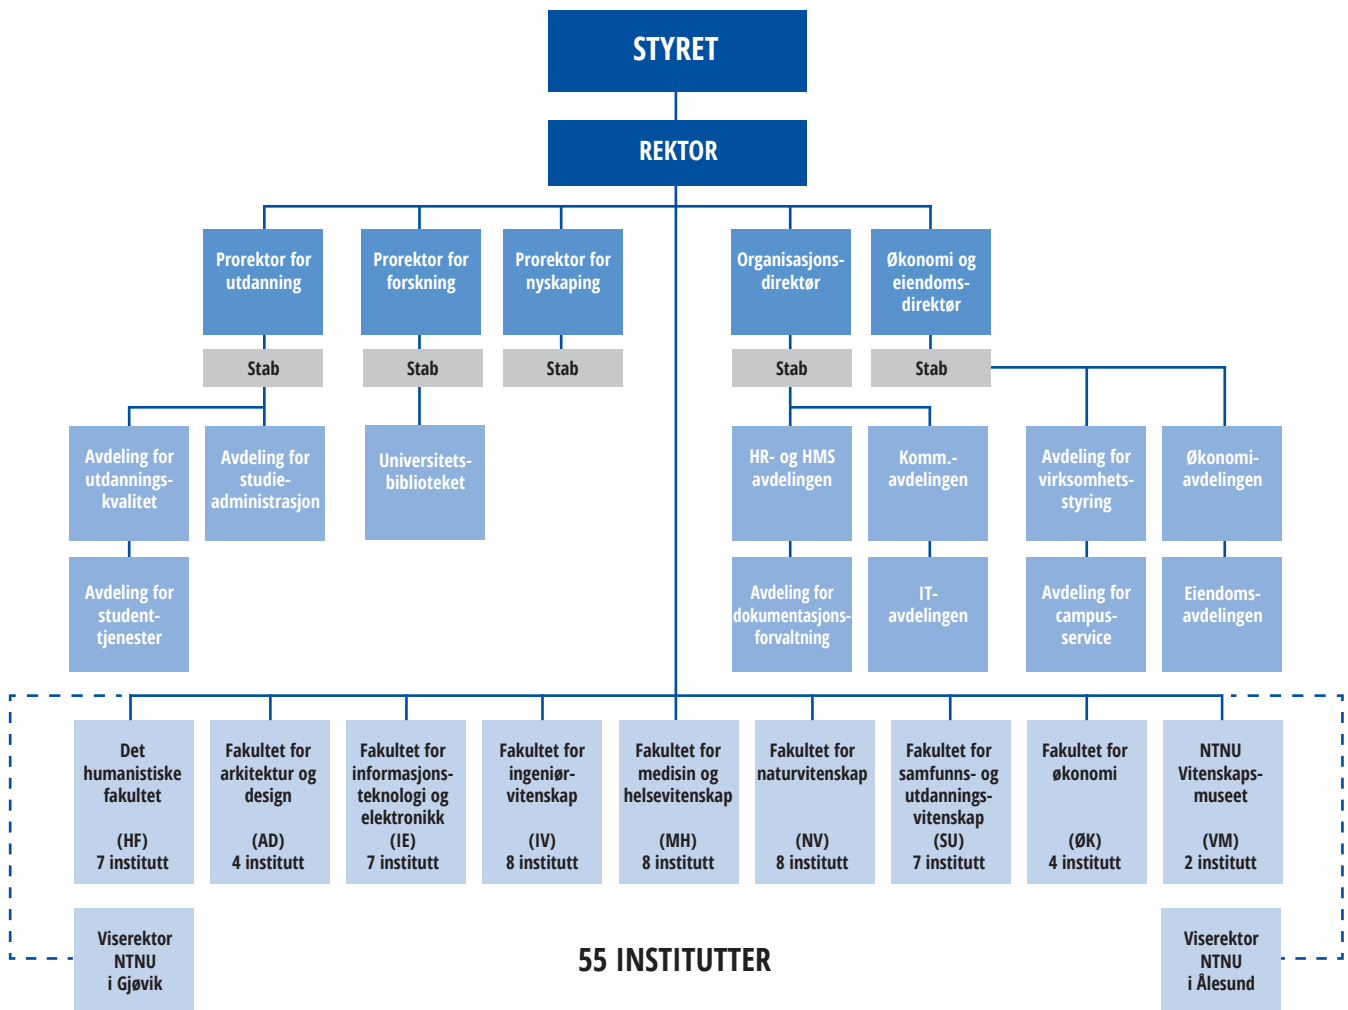 STYRET
REKTOR
Prorektor for
utdanning
Prorektor for
forskning
Prorektor for
nyskaping
Organisasjons-
direktør
Økonomi og
eiendoms-
direktør
Stab
Stab
Stab
Stab
Stab
Avdeling for
utdannings-
kvalitet
Avdeling for
studie-
administrasjon
Universitets-
biblioteket
HR- og HMS
avdelingen
Komm.-
avdelingen
Avdeling for
virksomhets-
styring
Økonomi-
avdelingen
Avdeling for
student-
tjenester
Avdeling for
dokumentasjons-
forvaltning
IT-
avdelingen
Avdeling for
campus-
service
Eiendoms-
avdelingen
Det
humanistiske
fakultet
(HF)
7 institutt
Fakultet for
arkitektur og
design
(AD)
4 institutt
Fakultet for
informasjons-
teknologi og
elektronikk
(IE)
7 institutt
Fakultet for
ingeniør-
vitenskap
(IV)
8 institutt
Fakultet for
medisin og
helsevitenskap
(MH)
8 institutt
Fakultet for
naturvitenskap
(NV)
8 institutt
Fakultet for
samfunns- og
utdannings-
vitenskap
(SU)
7 institutt
Fakultet for
økonomi
(ØK)
4 institutt
NTNU
Vitenskaps-
museet
(VM)
2 institutt
Viserektor
NTNU
i Gjøvik
55 INSTITUTTER
Viserektor
NTNU
i Ålesund